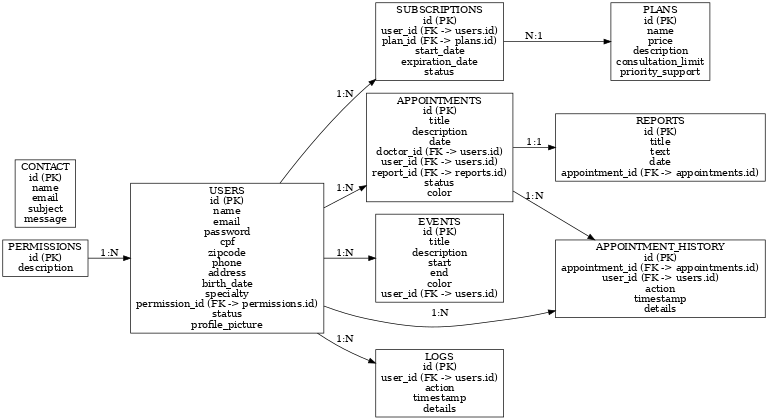 CONTACT
id (PK)
name
email
subject
message
PERMISSIONS
id (PK)
description
1:N
USERS
id (PK)
name
email
password
cpf
zipcode
phone
address
birth_date
specialty
permission_id (FK -> permissions.id)
status
profile_picture
1:N
1:N
1:N
1:N
1:N
SUBSCRIPTIONS
id (PK)
user_id (FK -> users.id)
plan_id (FK -> plans.id)
start_date
expiration_date
status
N:1
PLANS
id (PK)
name
price
description
consultation_limit
priority_support
APPOINTMENTS
id (PK)
title
description
date
doctor_id (FK -> users.id)
user_id (FK -> users.id)
report_id (FK -> reports.id)
status
color
1:1
1:N
REPORTS
id (PK)
title
text
date
appointment_id (FK -> appointments.id)
EVENTS
id (PK)
title
description
start
end
color
user_id (FK -> users.id)
APPOINTMENT_HISTORY
id (PK)
appointment_id (FK -> appointments.id)
user_id (FK -> users.id)
action
timestamp
details
LOGS
id (PK)
user_id (FK -> users.id)
action
timestamp
details